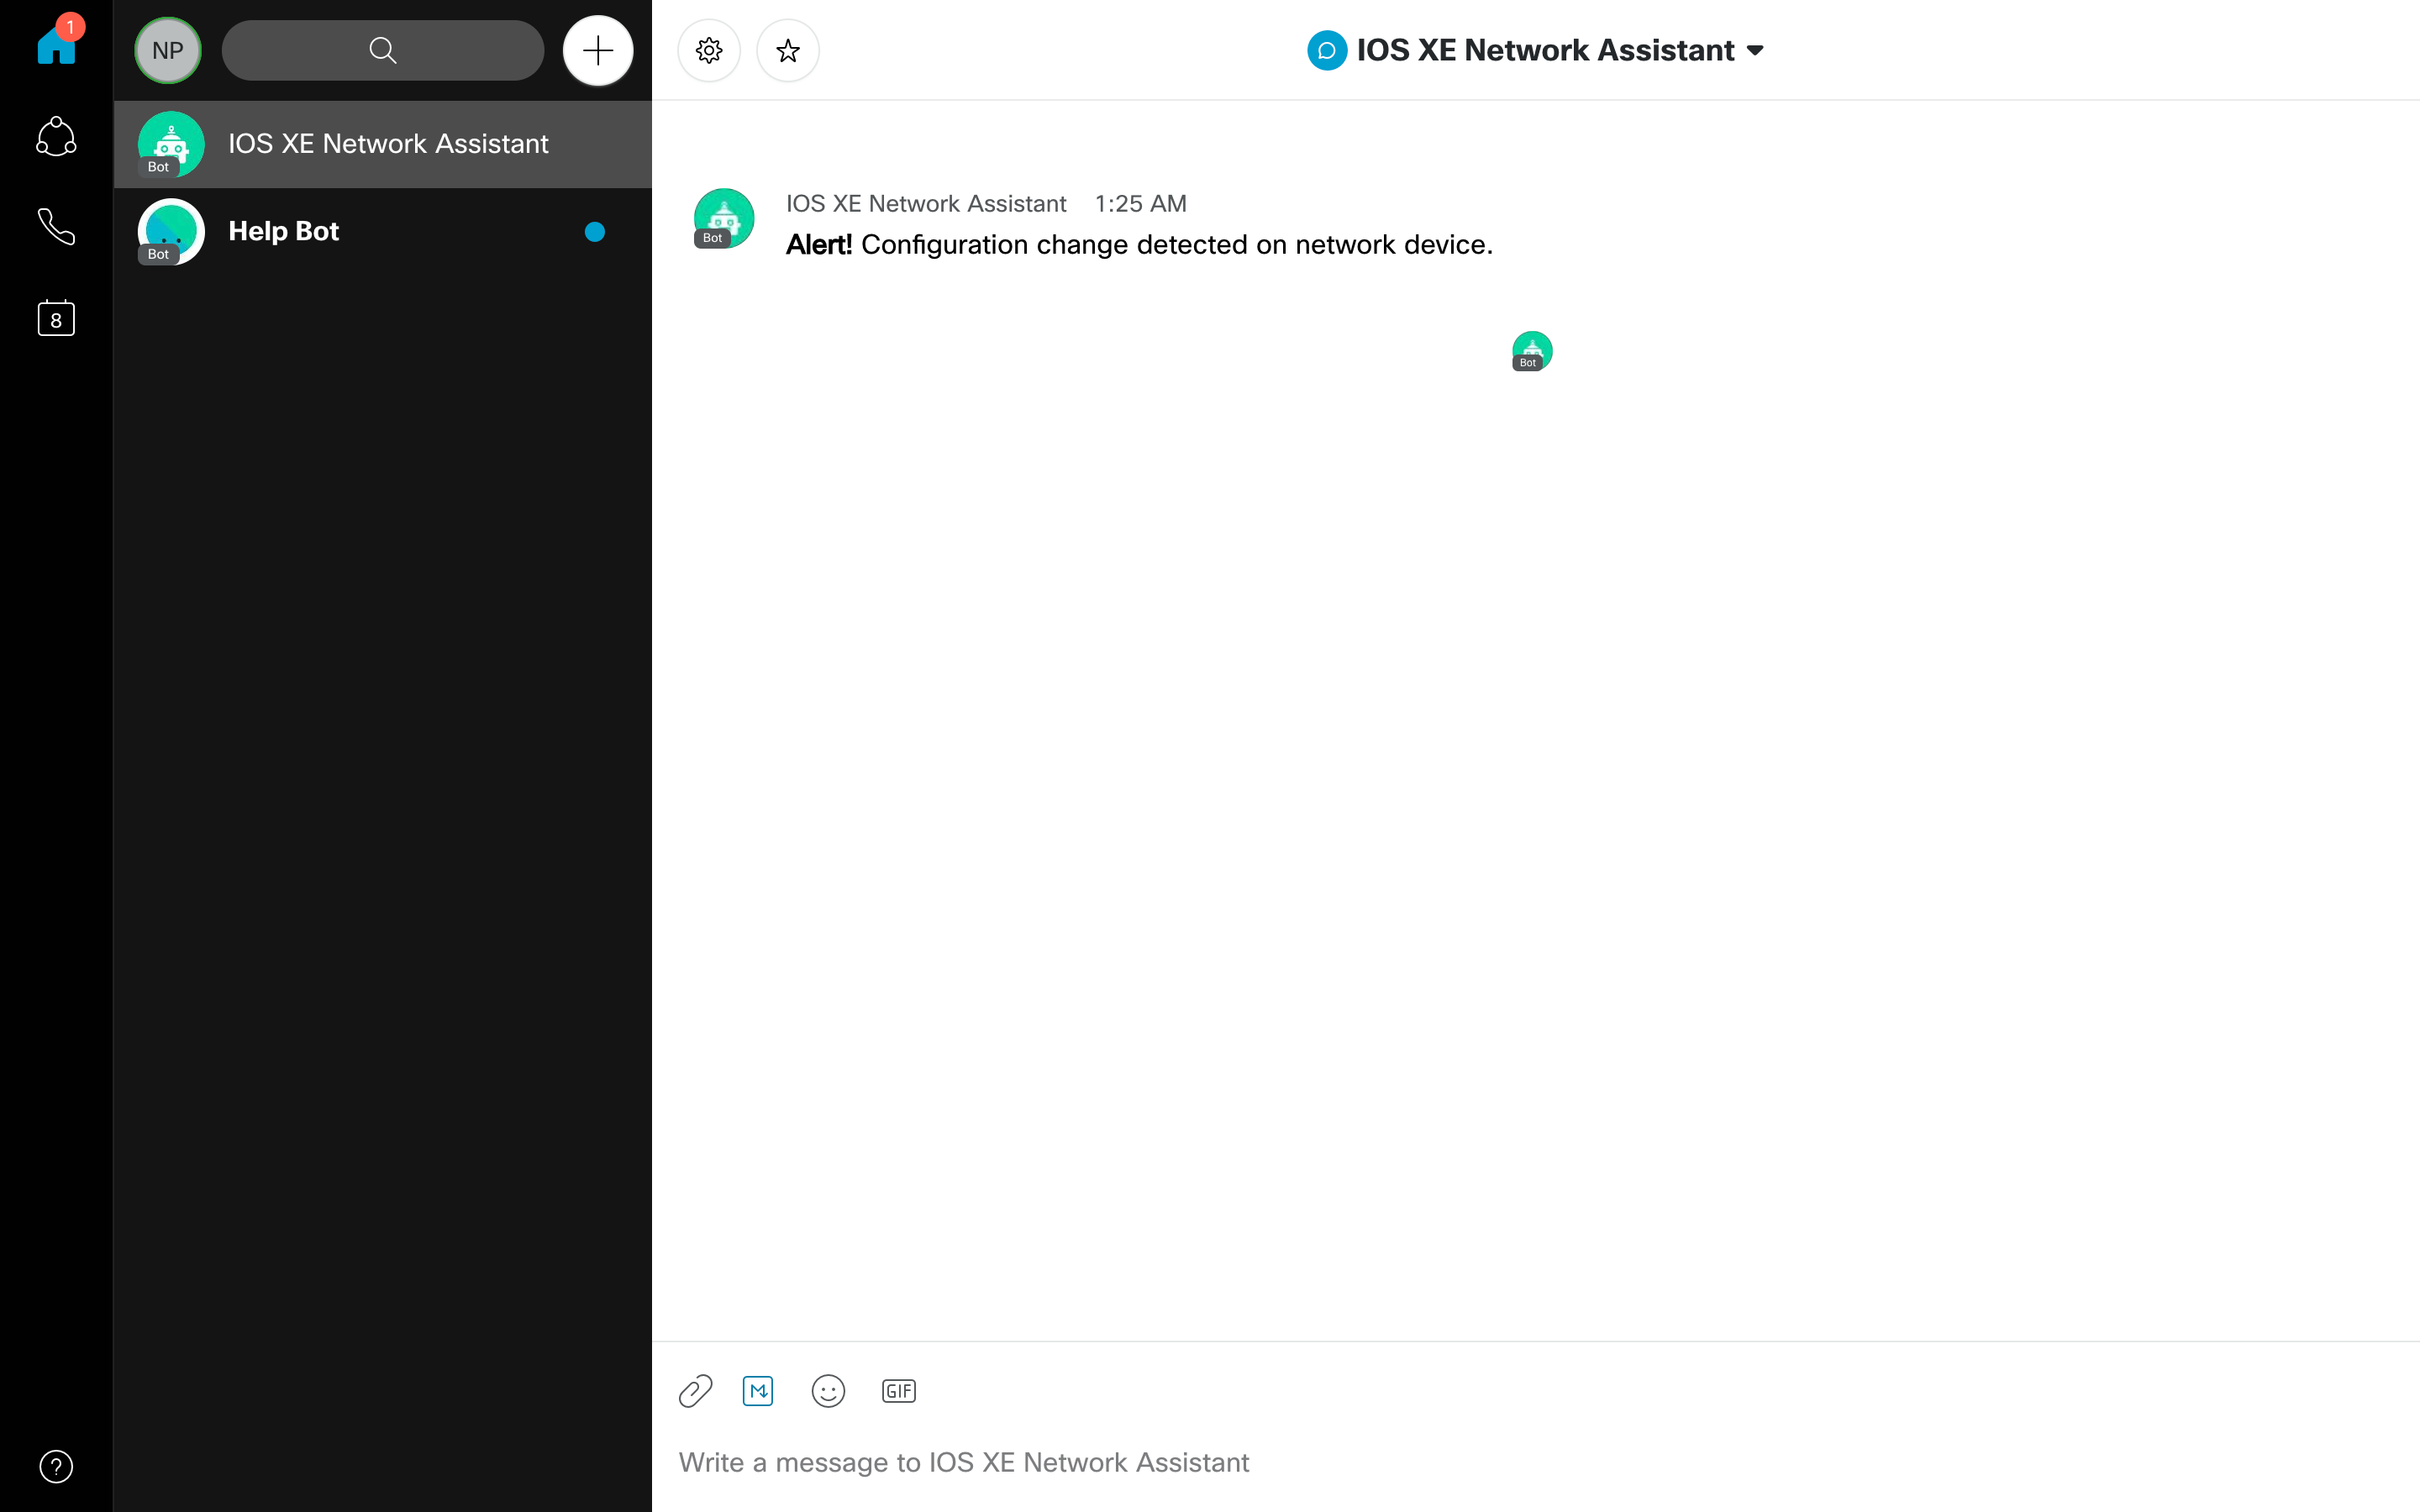 1
8
?
NP
Bot
IOS XE Network Assistant
Bot
Help Bot
IOS XE Network Assistant
Bot
IOS XE Network Assistant 1:25 AM
Alert! Configuration change detected on network device.
Bot
GIF
Write a message to IOS XE Network Assistant